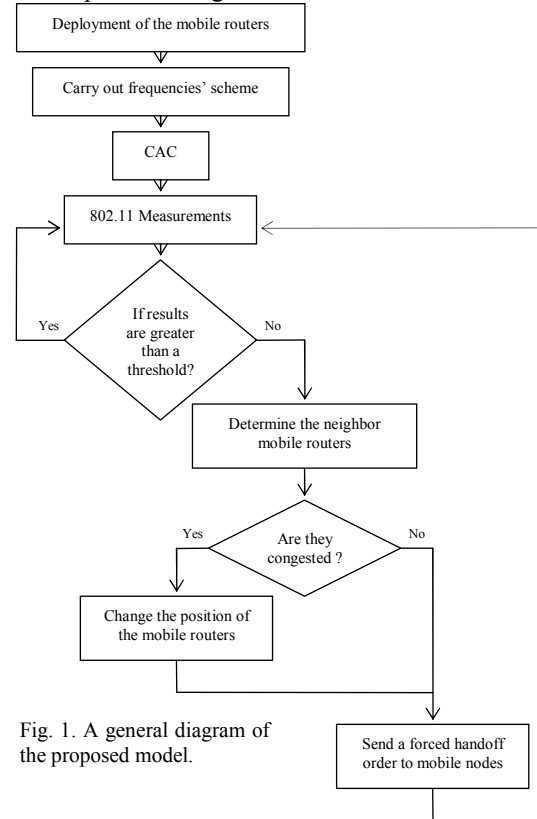 Deployment of the mobile routers
Carry out frequencies’ scheme
CAC
802.11 Measurements
If results
are greater
than a
threshold?
Yes
No
Determine the neighbor
mobile routers
Are they
congested ?
Yes
No
Change the position of
the mobile routers
Send a forced handoff
order to mobile nodes
Fig. 1. A general diagram of
the proposed model.